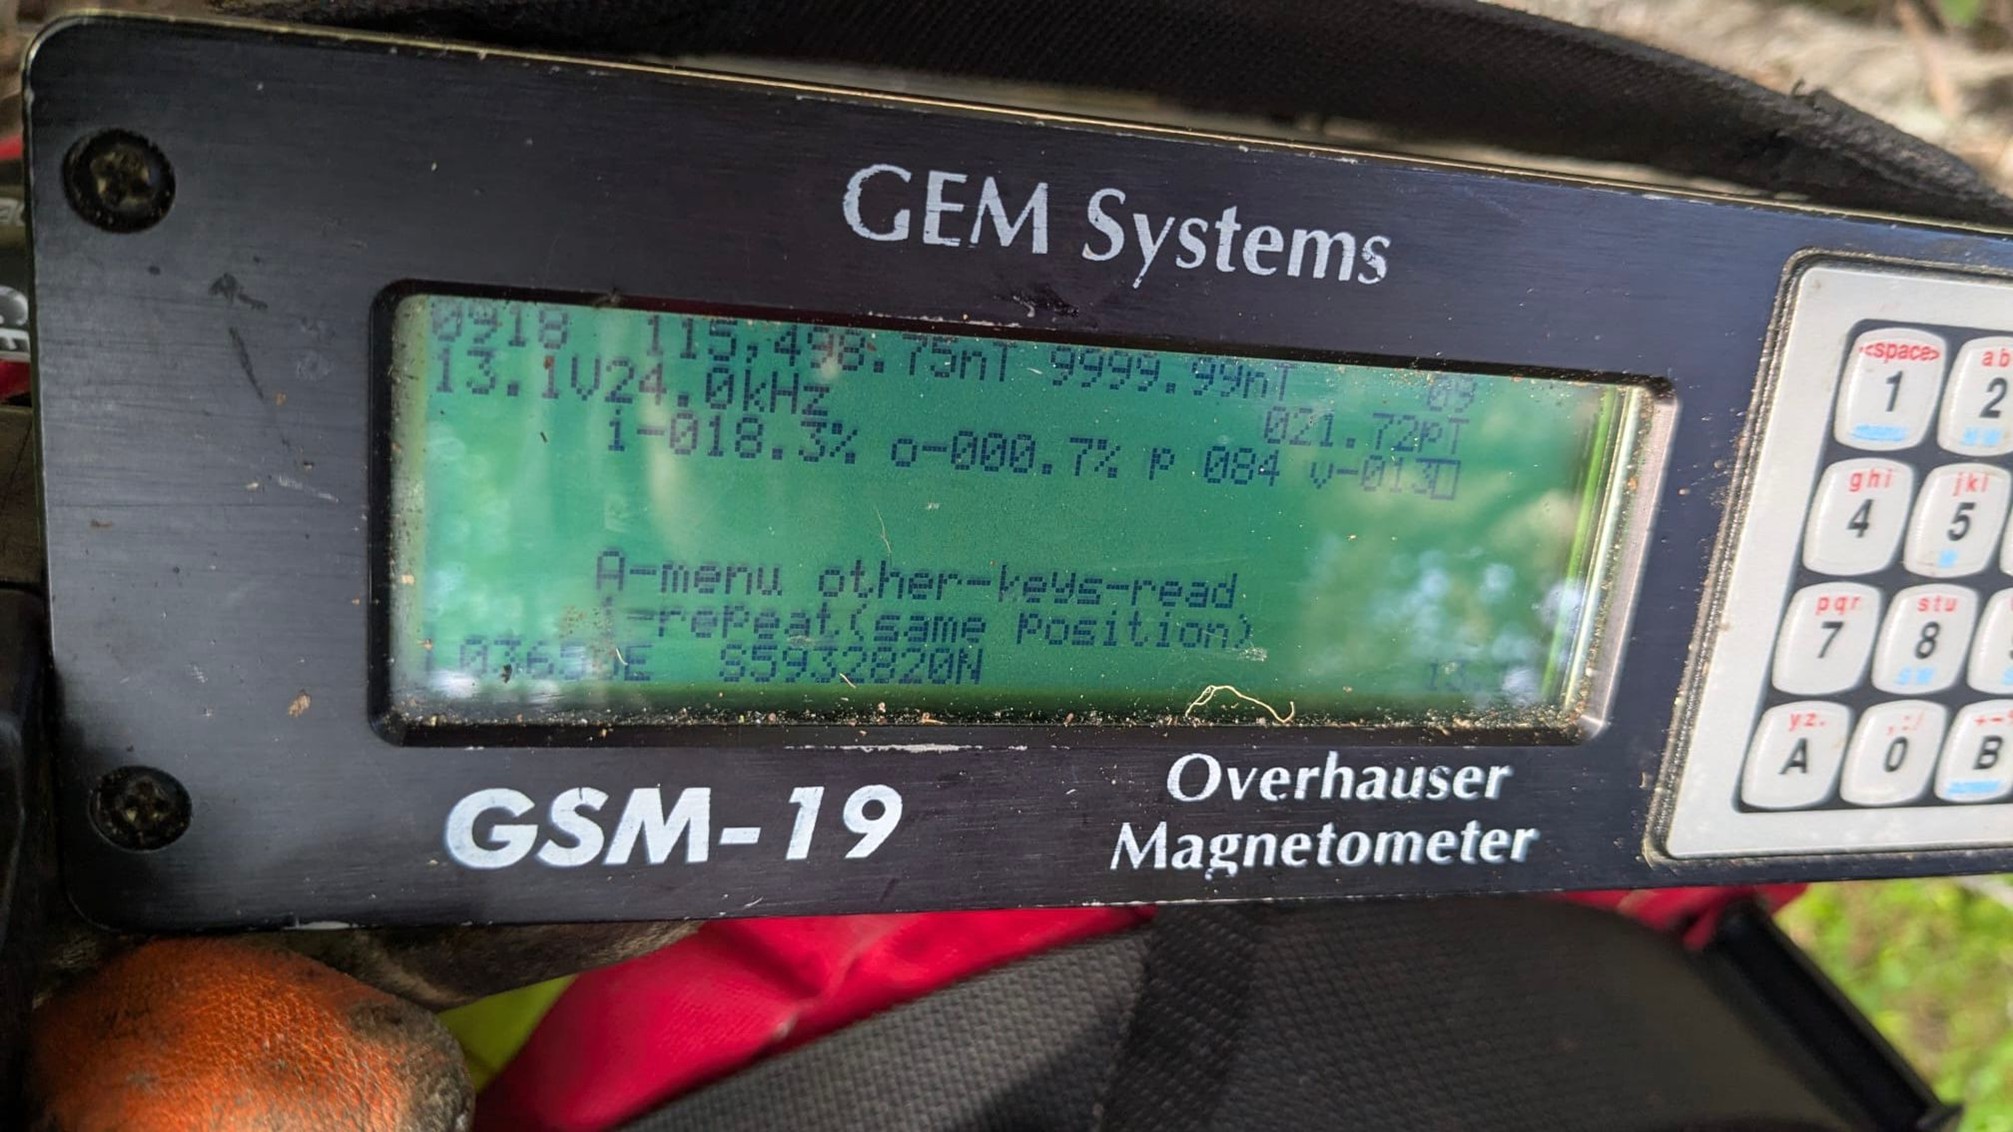 GEM Systems
0918 115,498.75nT 9999.99nT 09
13.1V24.0kHz 021.72pT
i-018.3% o-000.7% p 084 v-013
A-menu other-keys-read
1-repeat(same position)
S5932820N
GSM-19
Overhauser
Magnetometer
<space>
1
ab
2
ghi
4
jkl
5
pqr
7
stu
8
yz.
A
0
B